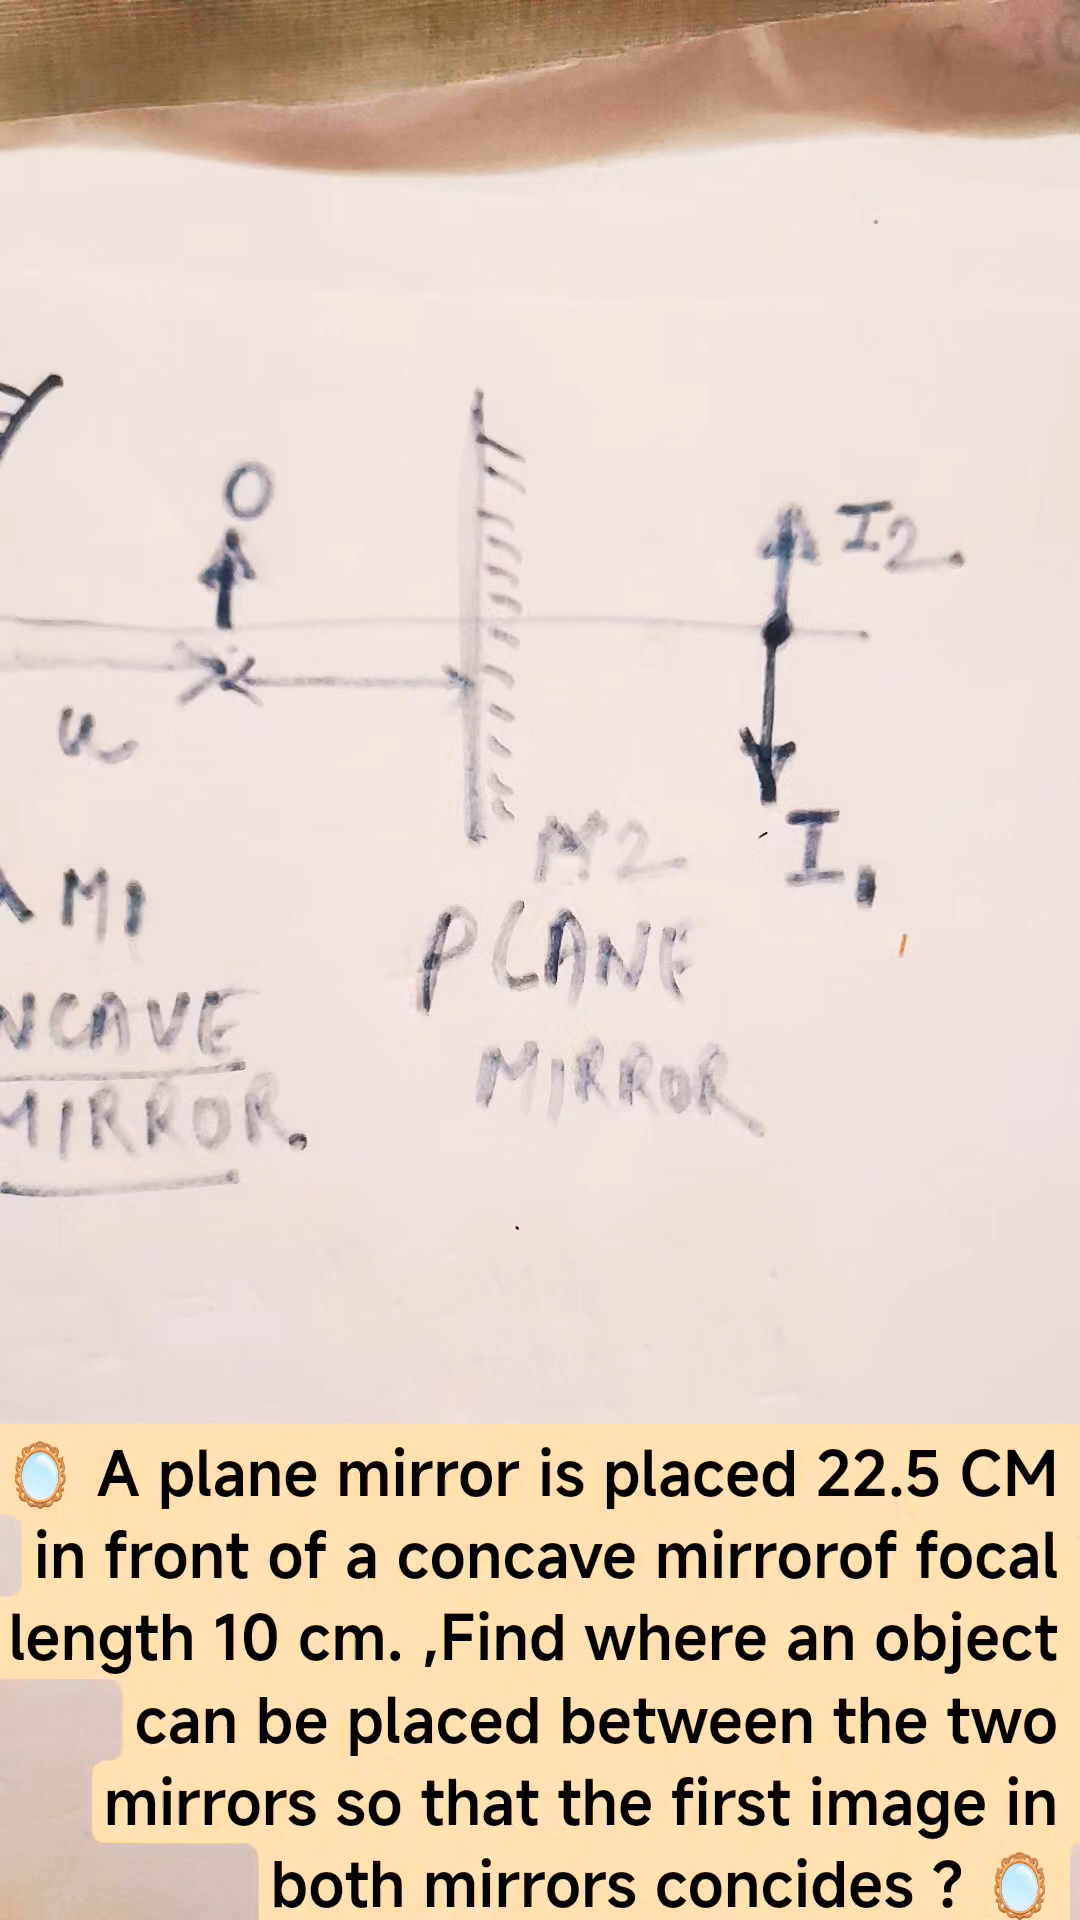 O
I2
u
M1
M2
I1
NCAVE
MIRROR.
PLANE
MIRROR
🪞 A plane mirror is placed 22.5 CM
in front of a concave mirrorof focal
length 10 cm. ,Find where an object
can be placed between the two
mirrors so that the first image in
both mirrors concides ? 🪞